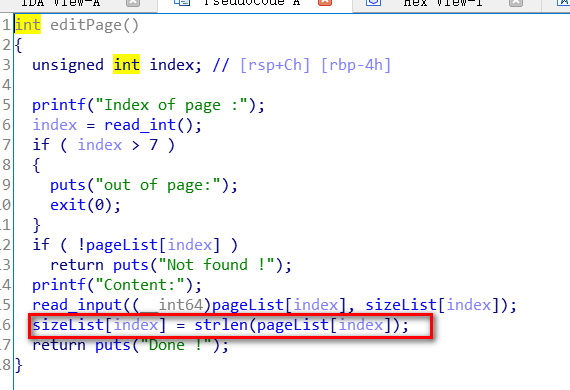 IDA View-A Pseudocode A Hex View-1
1 int editPage()
2 {
3 unsigned int index; // [rsp+Ch] [rbp-4h]
4
5 printf("Index of page :");
6 index = read_int();
7 if ( index > 7 )
8 {
9 puts("out of page:");
0 exit(0);
1 }
2 if ( !pageList[index] )
3 return puts("Not found !");
4 printf("Content:");
5 read_input((__int64)pageList[index], sizeList[index]);
6 sizeList[index] = strlen(pageList[index]);
7 return puts("Done !");
8 }